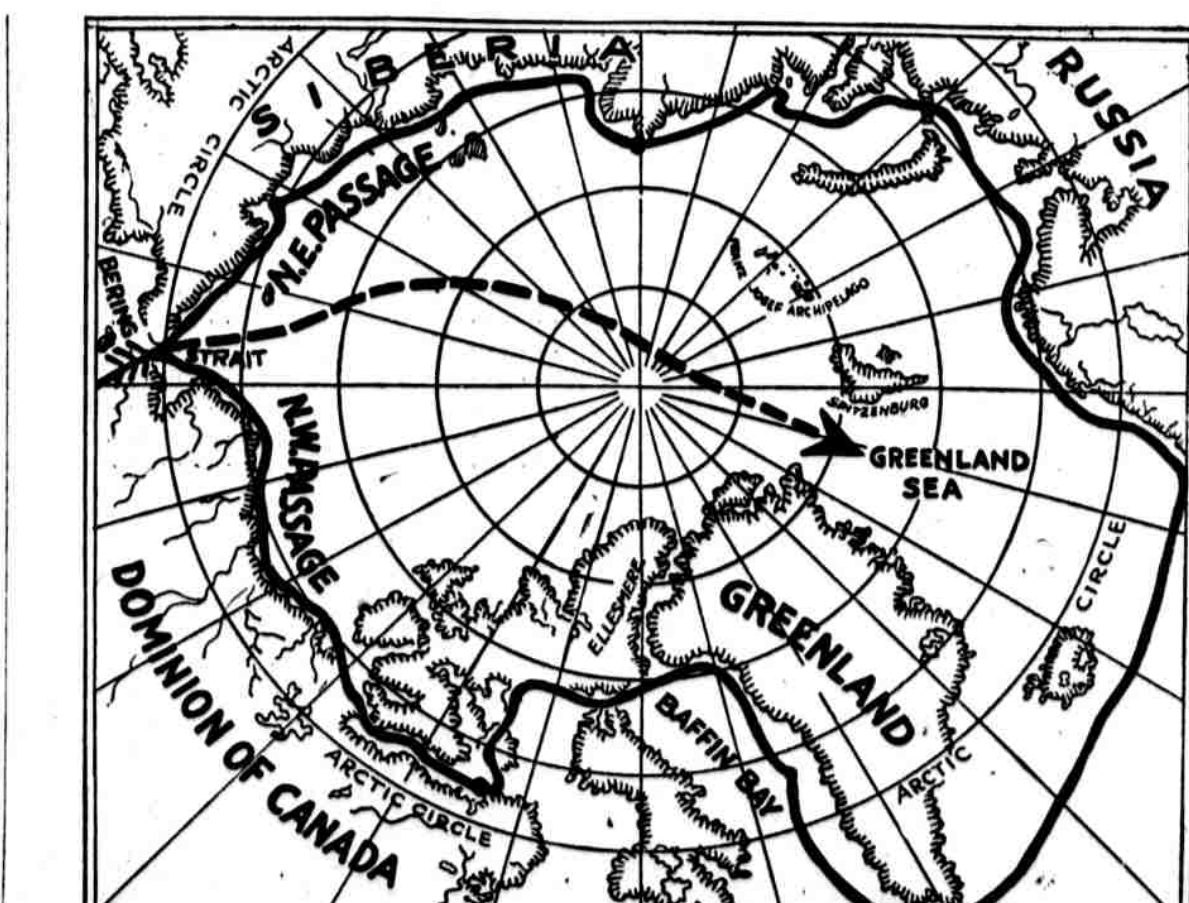 SIBERIA
RUSSIA
ARCTIC
CIRCLE
N.E. PASSAGE
BERING
STRAIT
FRANZ
JOSEF ARCHIPELAGO
SPITZENBURG
GREENLAND
SEA
N.W. PASSAGE
DOMINION OF CANADA
ELLESMERE
GREENLAND
BAFFIN BAY
ARCTIC CIRCLE
ARCTIC
CIRCLE